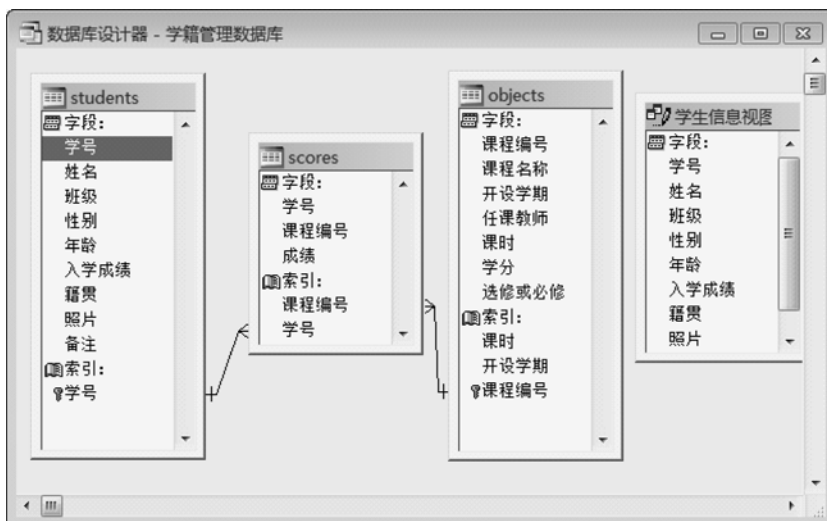 数据库设计器 - 学籍管理数据库
students
字段:
学号
姓名
班级
性别
年龄
入学成绩
籍贯
照片
备注
索引:
学号
scores
字段:
学号
课程编号
成绩
索引:
课程编号
学号
objects
字段:
课程编号
课程名称
开设学期
任课教师
课时
学分
选修或必修
索引:
课时
开设学期
课程编号
学生信息视图
字段:
学号
姓名
班级
性别
年龄
入学成绩
籍贯
照片